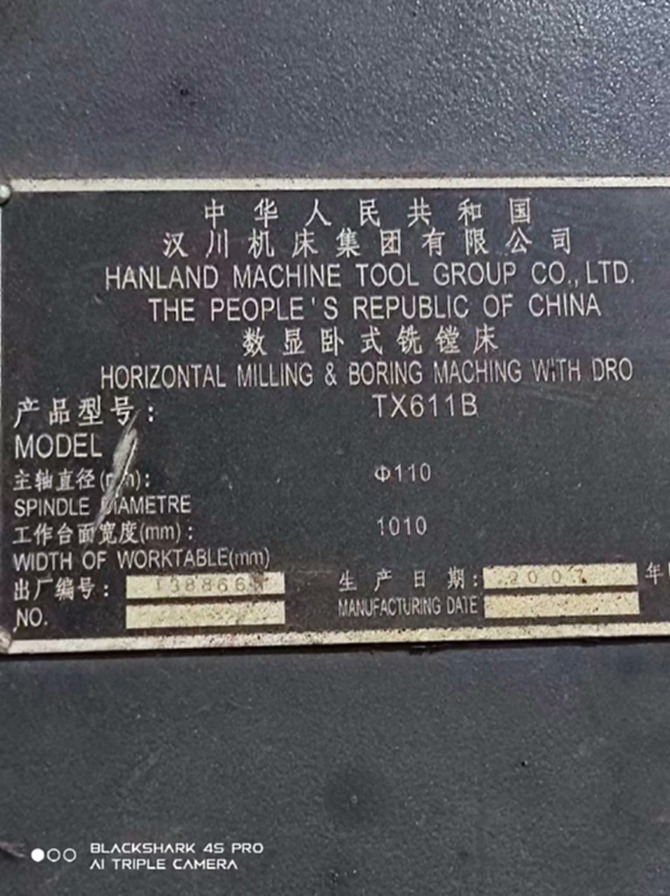 中华人民共和国
汉川机床集团有限公司
HANLAND MACHINE TOOL GROUP CO.,LTD.
THE PEOPLE'S REPUBLIC OF CHINA
数显卧式铣镗床
HORIZONTAL MILLING & BORING MACHING WITH DRO
产品型号: TX611B
MODEL
主轴直径(mm): Φ110
SPINDLE DIAMETRE
工作台面宽度(mm): 1010
WIDTH OF WORKTABLE(mm)
出厂编号: 生产日期: 2007 年
NO. MANUFACTURING DATE
BLACKSHARK 4S PRO
AI TRIPLE CAMERA